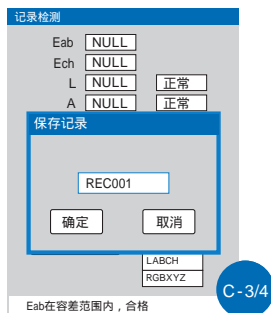 记录检测
Eab NULL
Ech NULL
L NULL 正常
A NULL 正常
保存记录
REC001
确定 取消
LABCH
RGBXYZ
C-3/4
Eab在容差范围内，合格